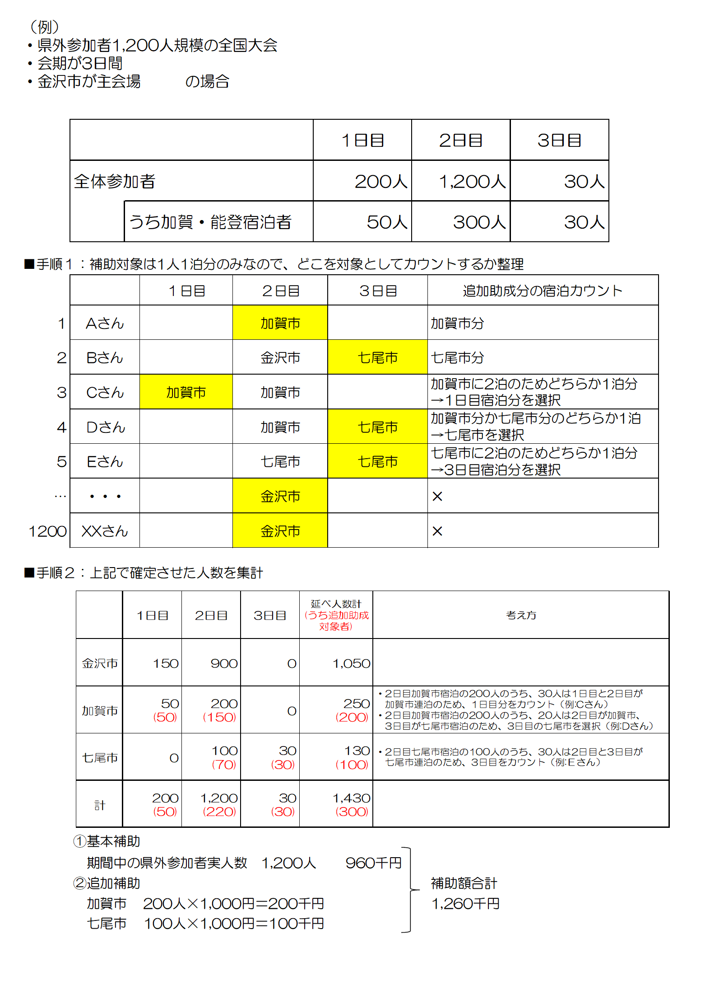 （例）
・県外参加者1,200人規模の全国大会
・会期が3日間
・金沢市が主会場　　　の場合
1日目 2日目 3日目
全体参加者 200人 1,200人 30人
うち加賀・能登宿泊者 50人 300人 30人
■手順１：補助対象は1人1泊分のみなので、どこを対象としてカウントするか整理
１日目 ２日目 ３日目 追加助成分の宿泊カウント
1 Aさん 加賀市 加賀市分
2 Bさん 金沢市 七尾市 七尾市分
3 Cさん 加賀市 加賀市 加賀市に2泊のためどちらか1泊分
→1日目宿泊分を選択
4 Dさん 加賀市 七尾市 加賀市分か七尾市分のどちらか1泊
→七尾市を選択
5 Eさん 七尾市 七尾市 七尾市に2泊のためどちらか1泊分
→3日目宿泊分を選択
… ・・・ 金沢市 ×
1200 XXさん 金沢市 ×
■手順２：上記で確定させた人数を集計
1日目 2日目 3日目 延べ人数計
(うち追加助成
対象者)
考え方
金沢市 150 900 0 1,050
加賀市 50 200 0 250
(50) (150) (200)
・2日目加賀市宿泊の200人のうち、30人は1日目と2日目が
加賀市連泊のため、1日目分をカウント（例:Cさん）
・2日目加賀市宿泊の200人のうち、20人は2日目が加賀市、
3日目が七尾市宿泊のため、3日目の七尾市を選択（例:Dさん）
七尾市 0 100 30 130
(70) (30) (100)
・2日目七尾市宿泊の100人のうち、30人は2日目と3日目が
七尾市連泊のため、3日目をカウント（例:Eさん）
計 200 1,200 30 1,430
(50) (220) (30) (300)
①基本補助
期間中の県外参加者実人数　1,200人　　960千円
②追加補助
補助額合計
加賀市　200人×1,000円＝200千円
1,260千円
七尾市　100人×1,000円＝100千円